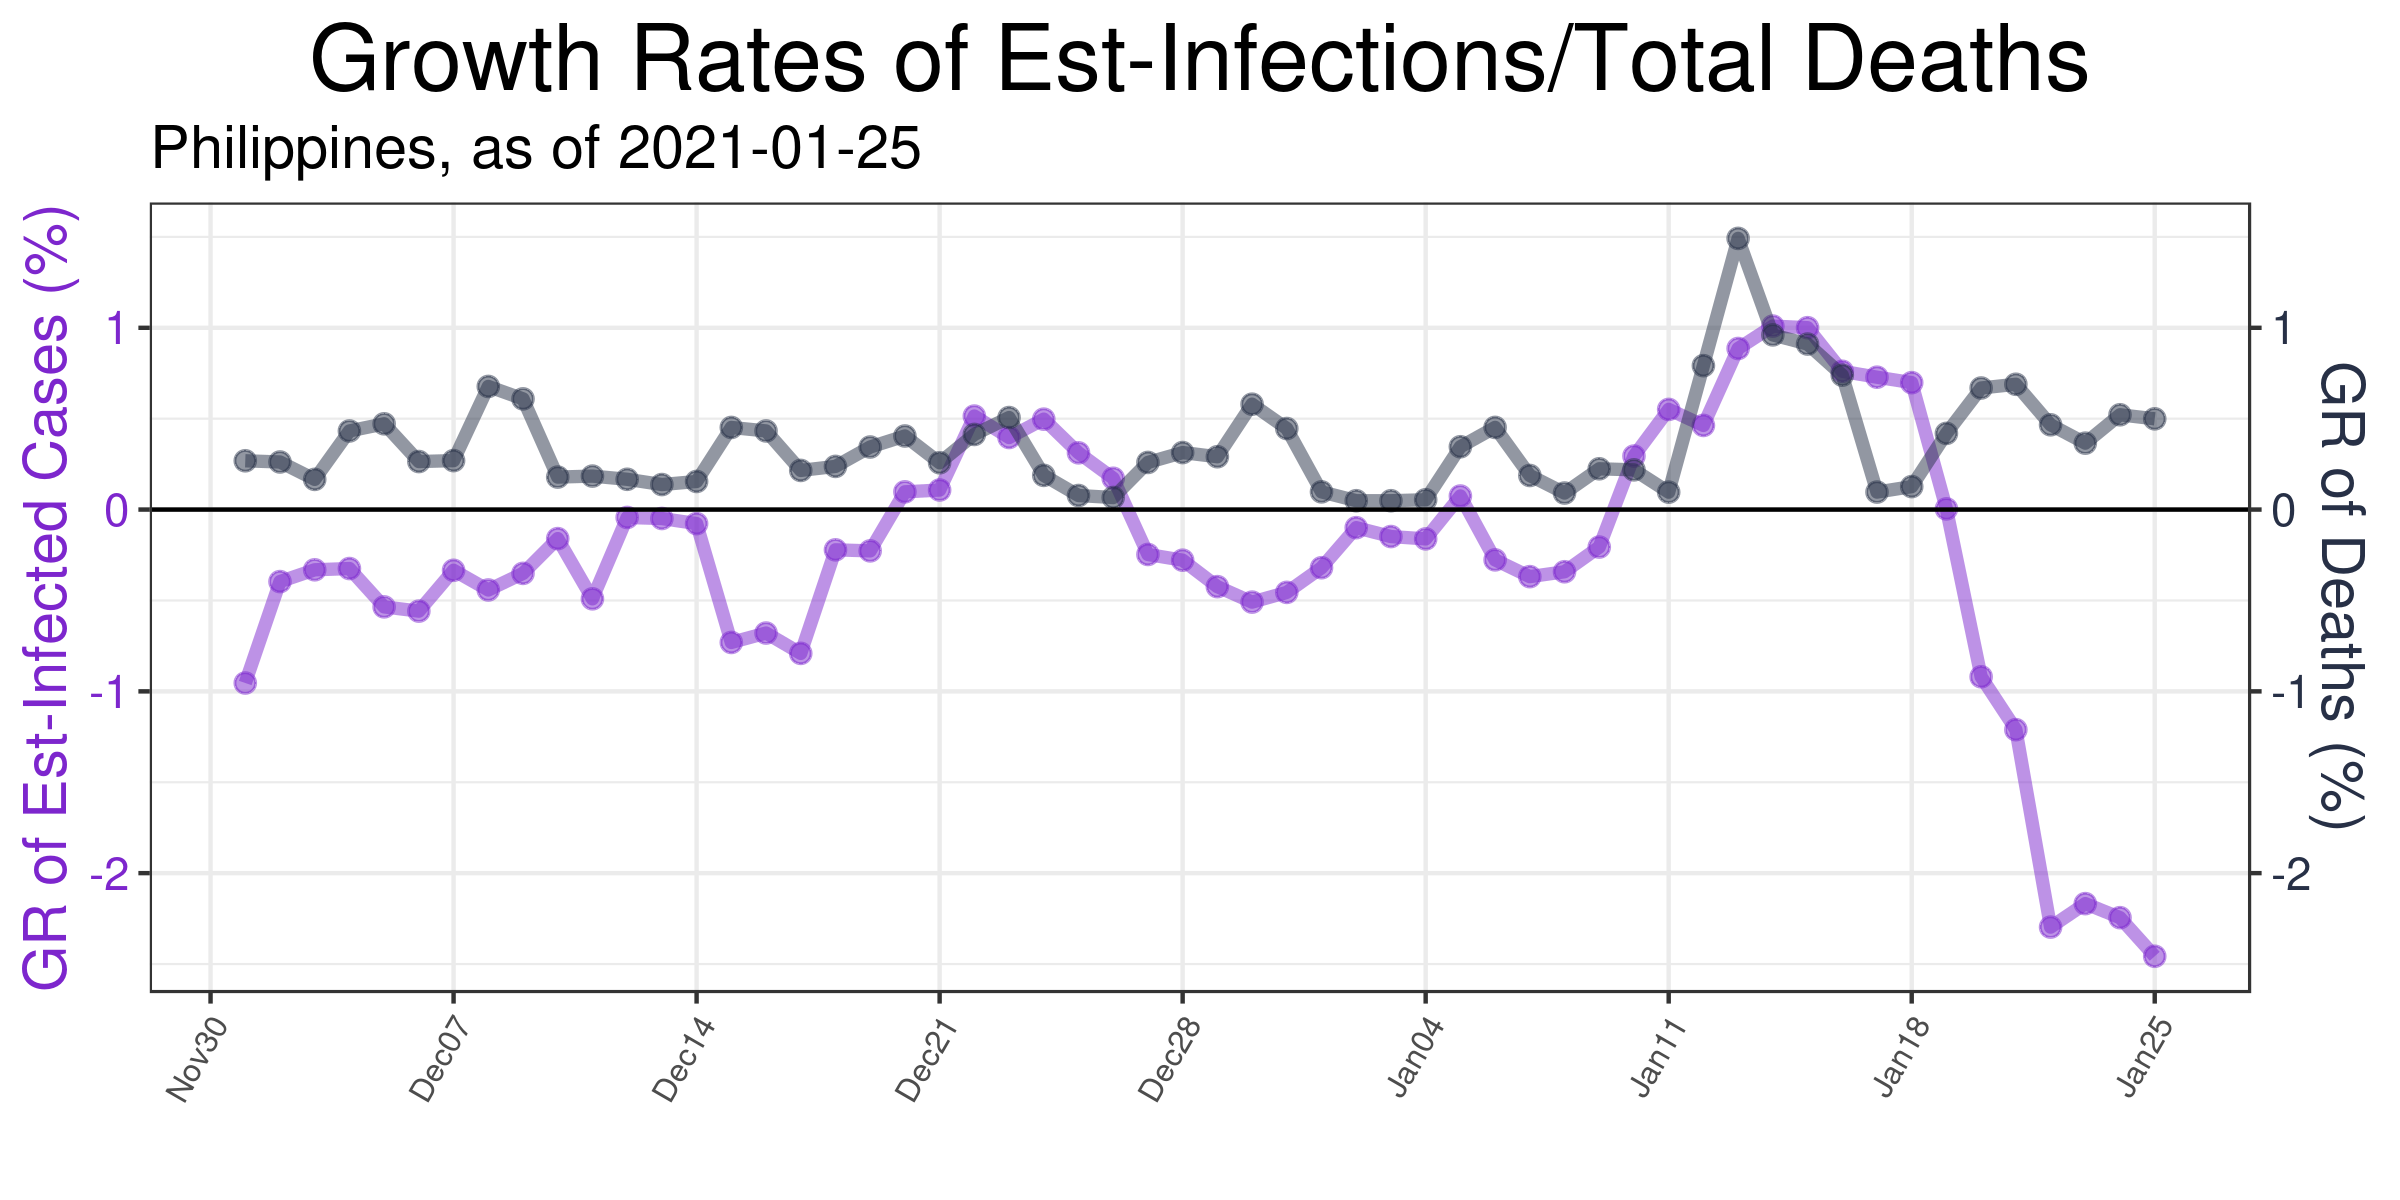 Growth Rates of Est-Infections/Total Deaths
Philippines, as of 2021-01-25
GR of Est-Infected Cases (%)
1
0
-1
-2
1
0
-1
-2
GR of Deaths (%)
Nov30
Dec07
Dec14
Dec21
Dec28
Jan04
Jan11
Jan18
Jan25